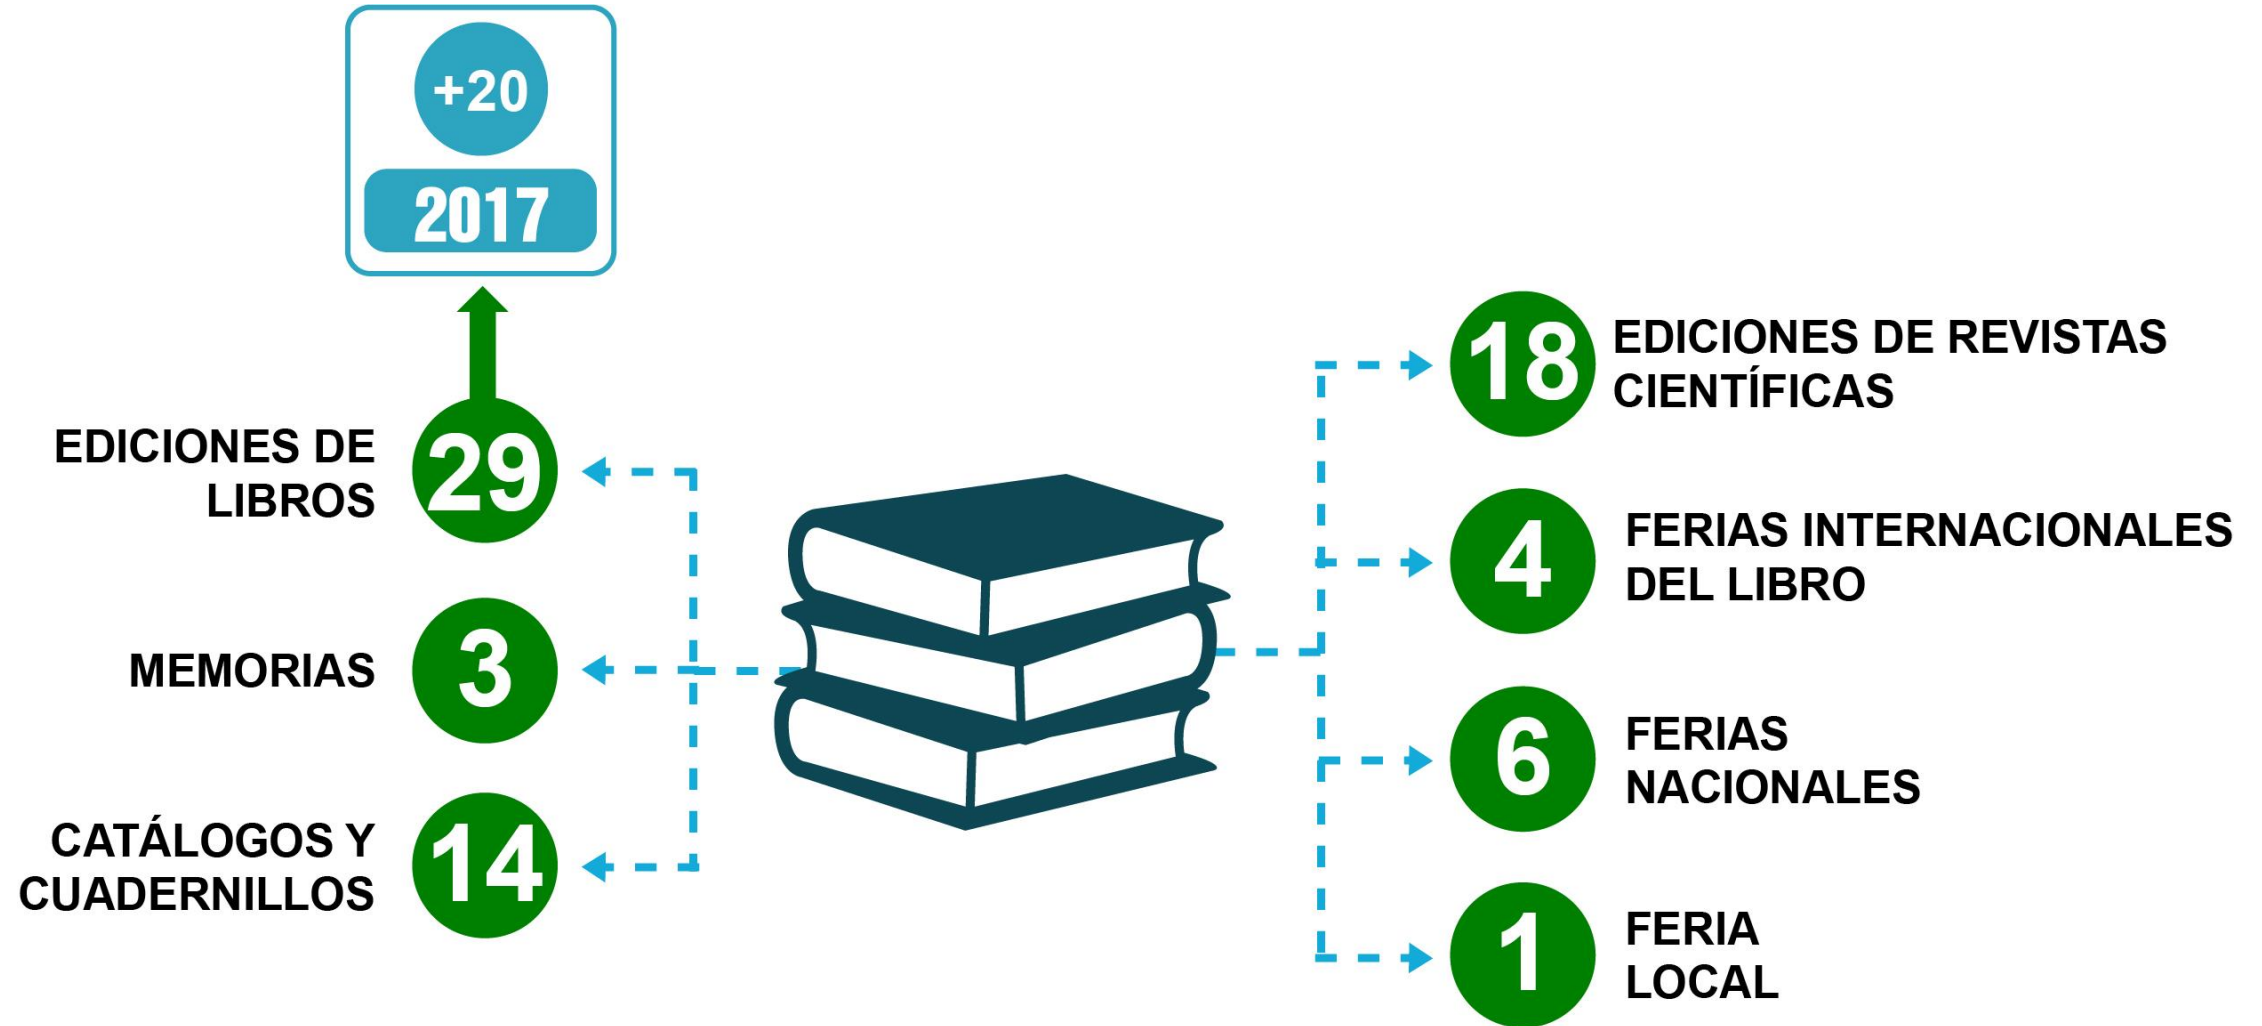 +20
2017
EDICIONES DE
LIBROS
29
MEMORIAS
3
CATÁLOGOS Y
CUADERNILLOS
14
18
EDICIONES DE REVISTAS
CIENTÍFICAS
4
FERIAS INTERNACIONALES
DEL LIBRO
6
FERIAS
NACIONALES
1
FERIA
LOCAL